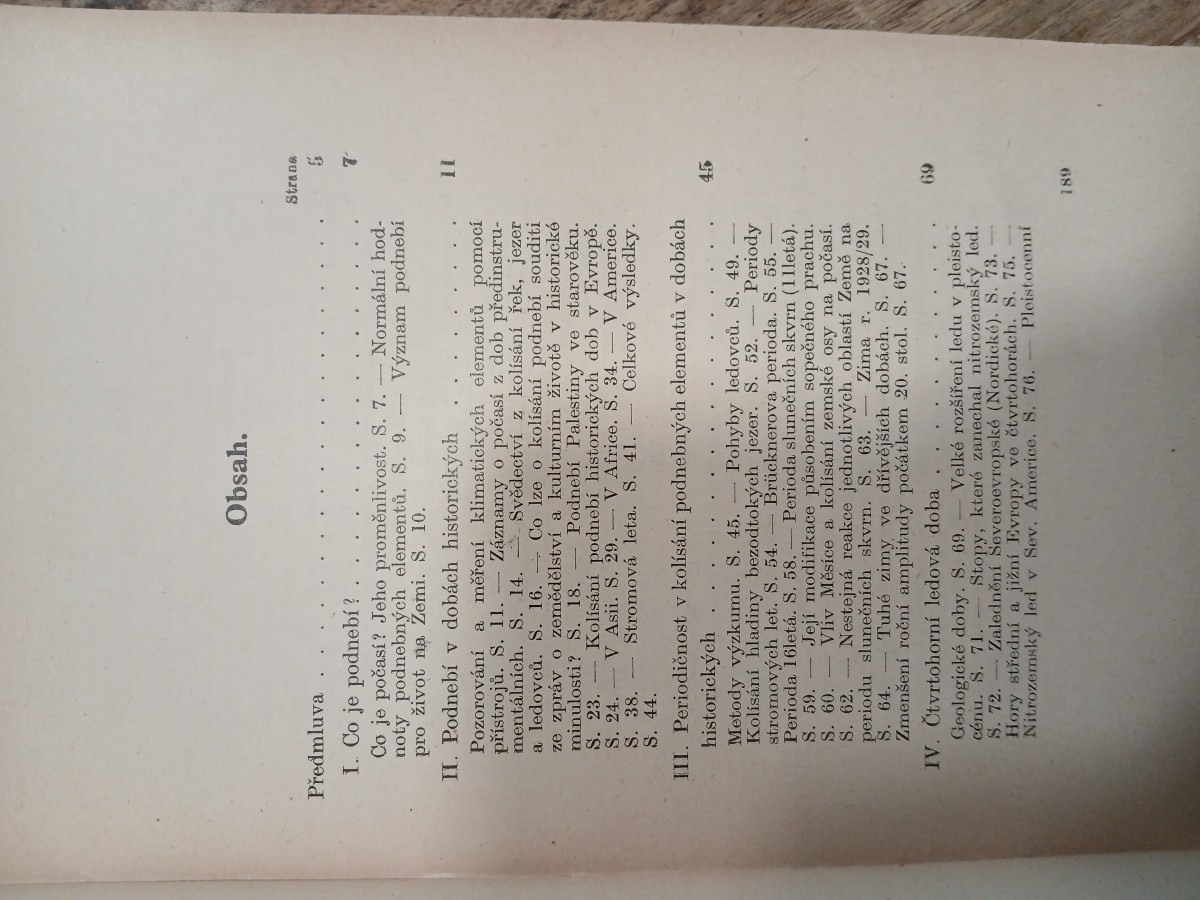 Obsah.
Strana
Předmluva . . . . . . . . . . . . . . . . 5
I. Co je podnebí? . . . . . . . . . . . . . . 7
Co je počasí? Jeho proměnlivost. S. 7. — Normální hod-
noty podnebných elementů. S. 9. — Význam podnebí
pro život na Zemi. S. 10.
II. Podnebí v dobách historických . . . . . . . 11
Pozorování a měření klimatických elementů pomocí
přístrojů. S. 11. — Záznamy o počasí z dob předinstru-
mentálních. S. 14. — Svědectví z kolísání řek, jezer
a ledovců. S. 16. — Co lze o kolísání podnebí souditi
ze zpráv o zemědělství a kulturním životě v historické
minulosti? S. 18. — Podnebí Palestiny ve starověku.
S. 23. — Kolísání podnebí historických dob v Evropě.
S. 24. — V Asii. S. 29. — V Africe. S. 34. — V Americe.
S. 38. — Stromová leta. S. 41. — Celkové výsledky.
S. 44.
III. Periodičnost v kolísání podnebných elementů v dobách
historických . . . . . . . . . . . . . . . 45
Metody výzkumu. S. 45. — Pohyby ledovců. S. 49. —
Kolísání hladiny bezodtokých jezer. S. 52. — Periody
stromových let. S. 54. — Brücknerova perioda. S. 55. —
Perioda 16letá. S. 58. — Perioda slunečních skvrn (11letá).
S. 59. — Její modifikace působením sopečného prachu.
S. 60. — Vliv Měsíce a kolísání zemské osy na počasí.
S. 62. — Nestejná reakce jednotlivých oblastí Země na
periodu slunečních skvrn. S. 63. — Zima r. 1928/29.
S. 64. — Tuhé zimy ve dřívějších dobách. S. 67. —
Zmenšení roční amplitudy počátkem 20. stol. S. 67.
IV. Čtvrtohorní ledová doba . . . . . . . . . . 69
Geologické doby. S. 69. — Velké rozšíření ledu v pleisto-
cénu. S. 71. — Stopy, které zanechal nitrozemský led.
S. 72. — Zalednění Severoevropské (Nordické). S. 73. —
Hory střední a jižní Evropy ve čtvrtohorách. S. 75. —
Nitrozemský led v Sev. Americe. S. 76. — Pleistocenní
189